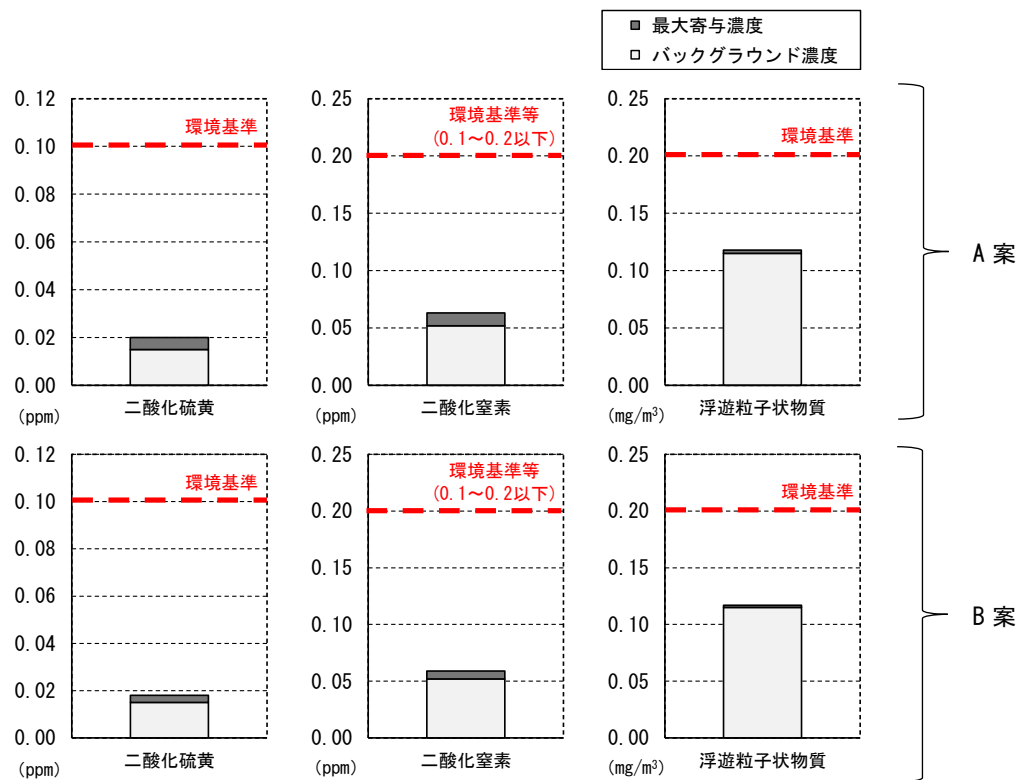 ■ 最大寄与濃度
□ バックグラウンド濃度
0.12
0.10
0.08
0.06
0.04
0.02
0.00
(ppm)
環境基準
二酸化硫黄
0.25
0.20
0.15
0.10
0.05
0.00
(ppm)
環境基準等
(0.1～0.2以下)
二酸化窒素
0.25
0.20
0.15
0.10
0.05
0.00
(mg/m³)
環境基準
浮遊粒子状物質
A 案
0.12
0.10
0.08
0.06
0.04
0.02
0.00
(ppm)
環境基準
二酸化硫黄
0.25
0.20
0.15
0.10
0.05
0.00
(ppm)
環境基準等
(0.1～0.2以下)
二酸化窒素
0.25
0.20
0.15
0.10
0.05
0.00
(mg/m³)
環境基準
浮遊粒子状物質
B 案